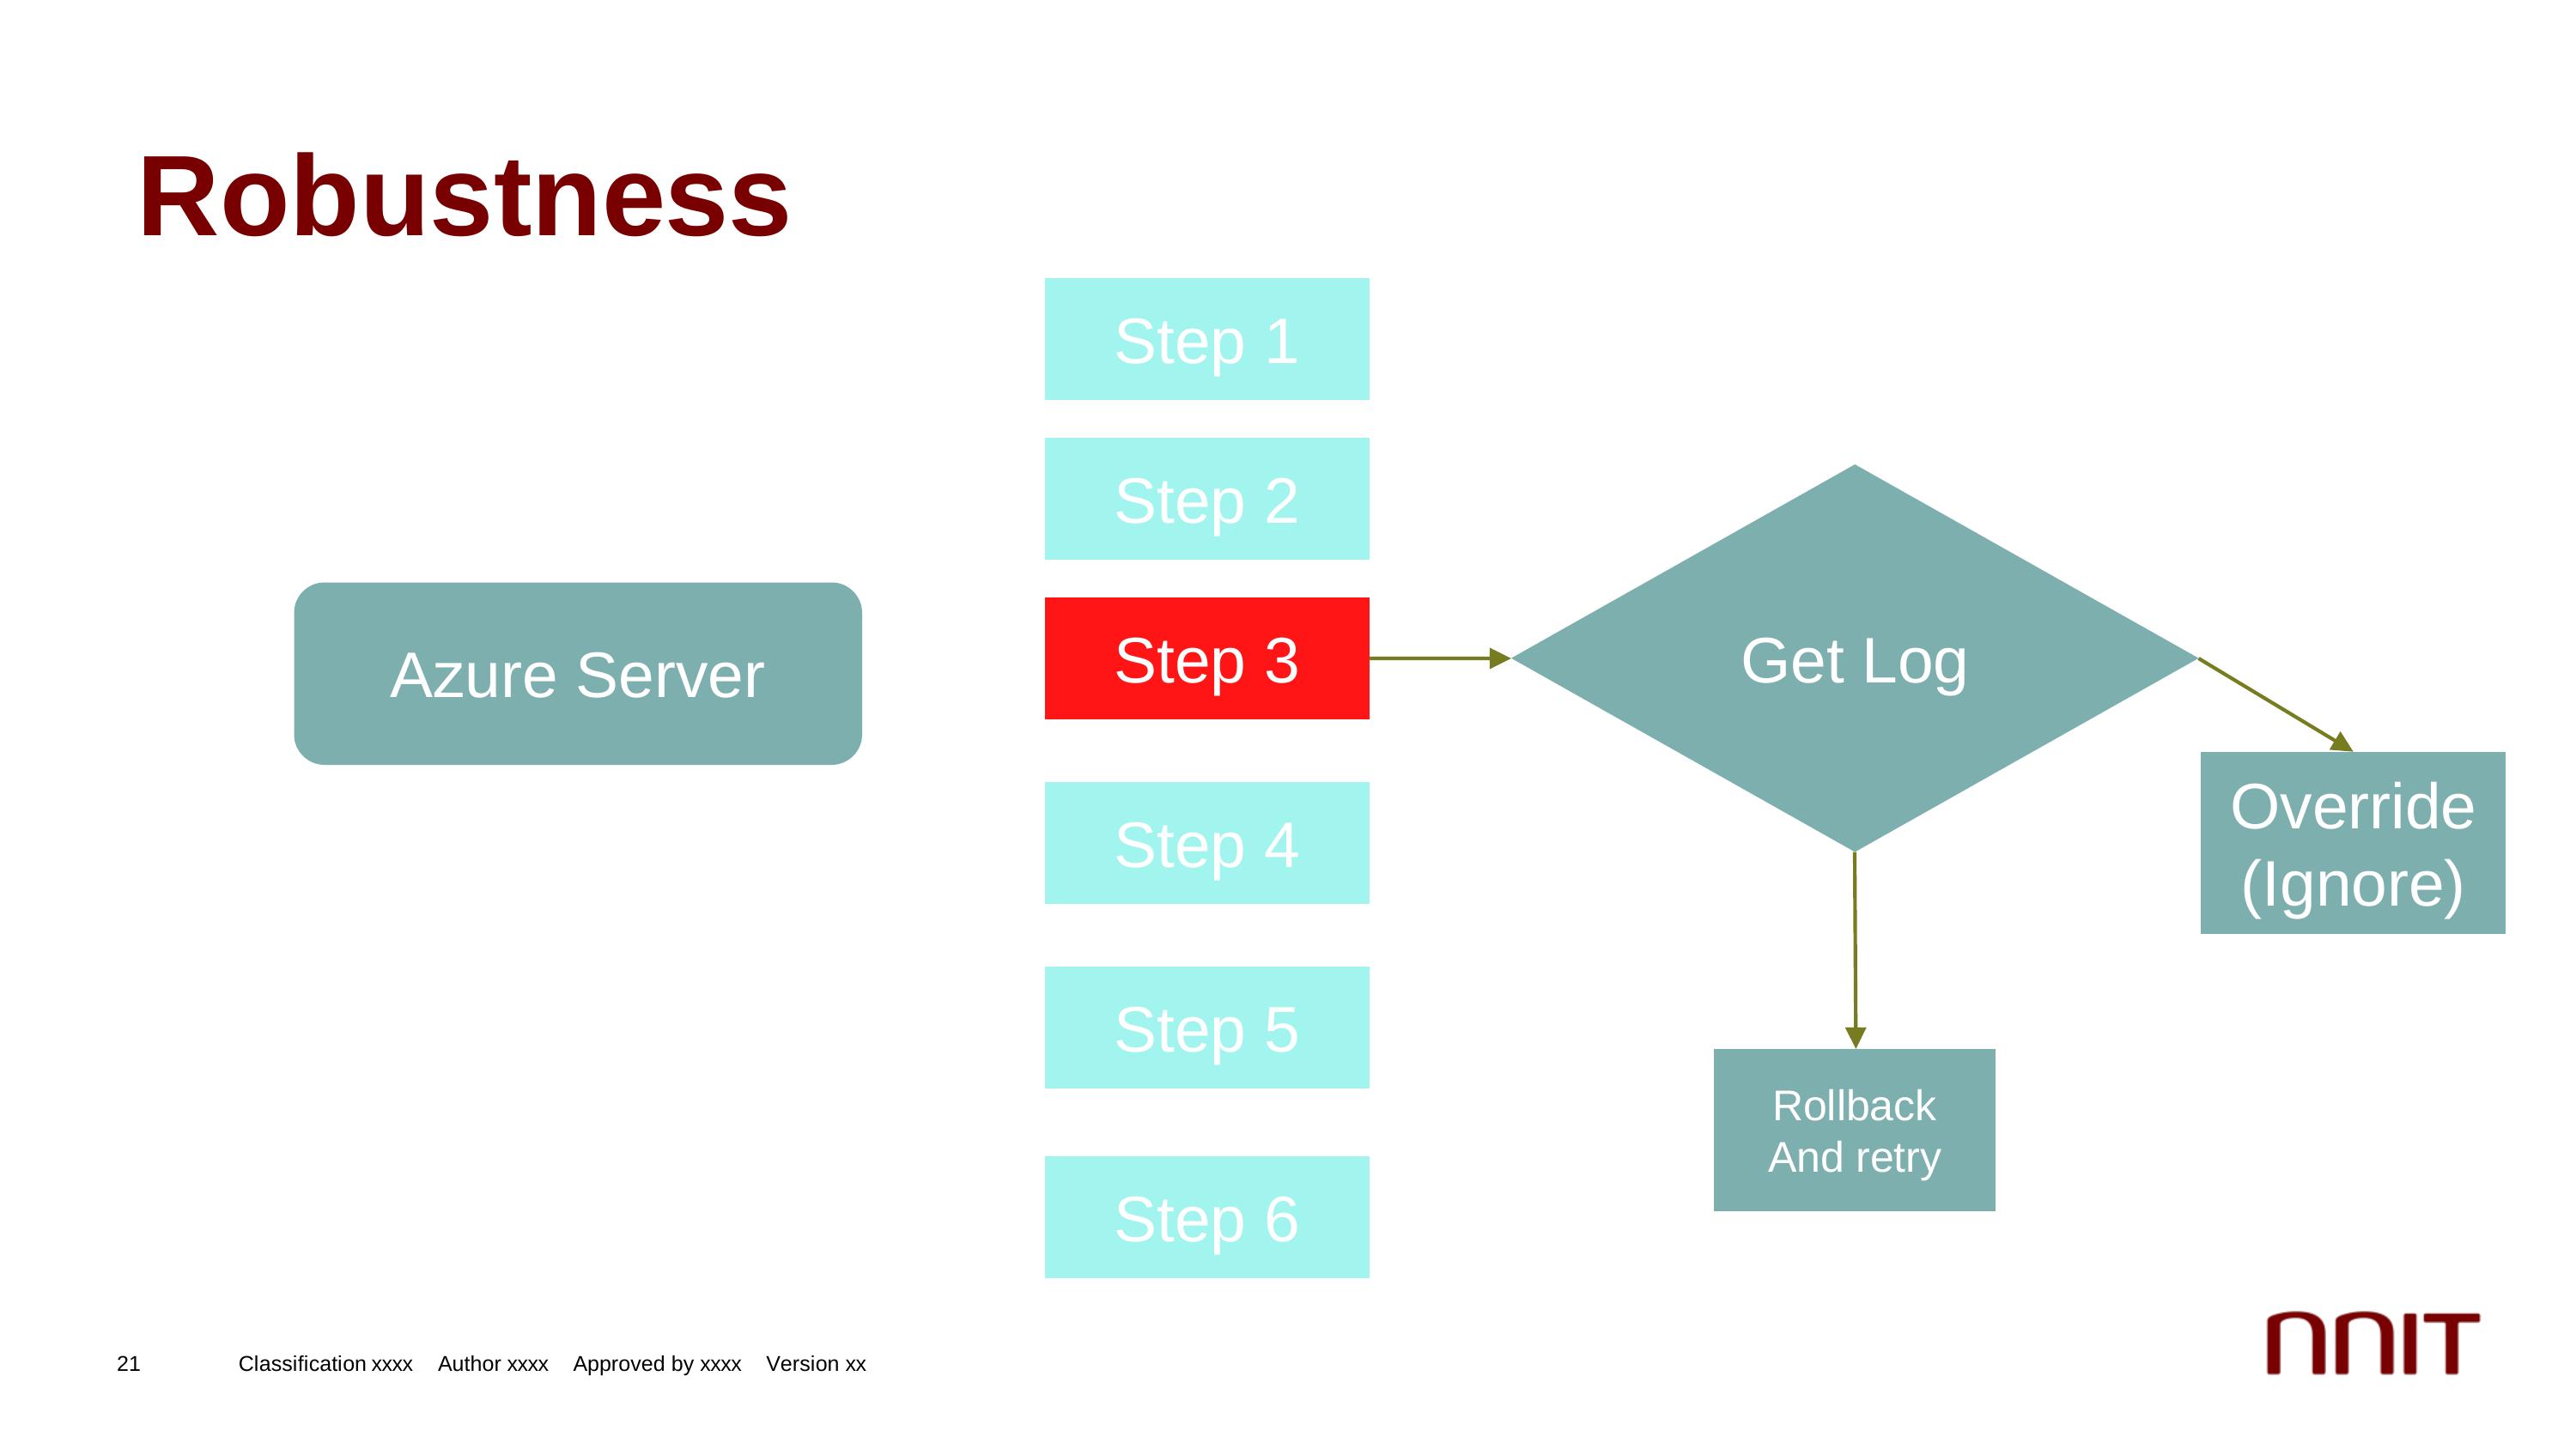 Robustness
Step 1
Step 2
Azure Server
Step 3
Get Log
Override
(Ignore)
Step 4
Step 5
Rollback
And retry
Step 6
nnIT
21 Classification xxxx Author xxxx Approved by xxxx Version xx